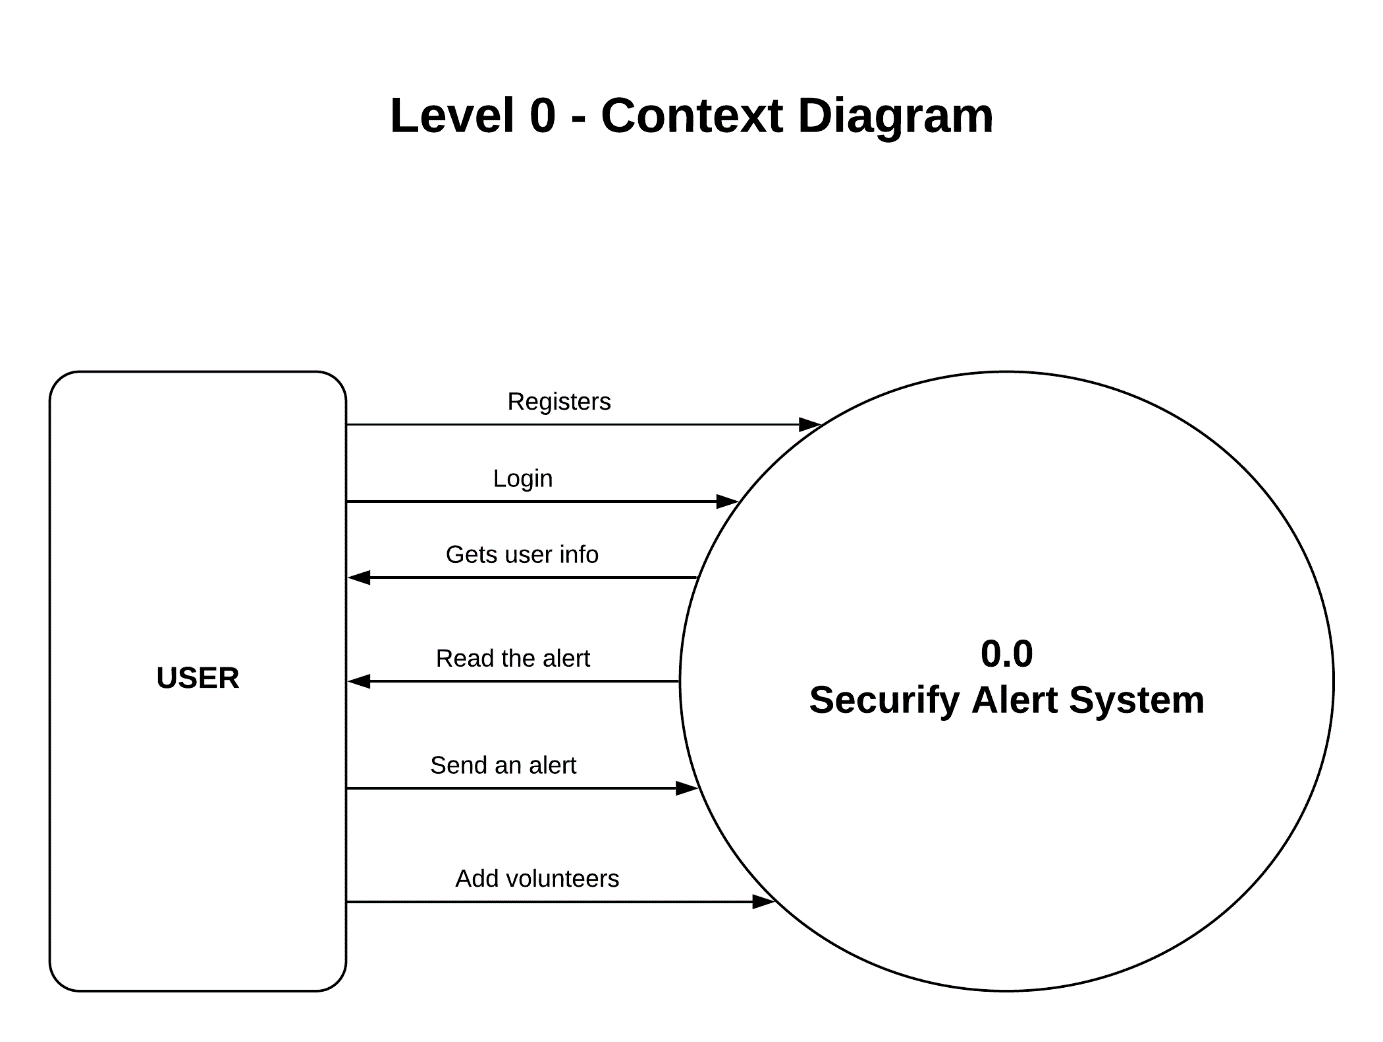 Level 0 - Context Diagram
Registers
Login
Gets user info
Read the alert
Send an alert
Add volunteers
USER
0.0
Securify Alert System